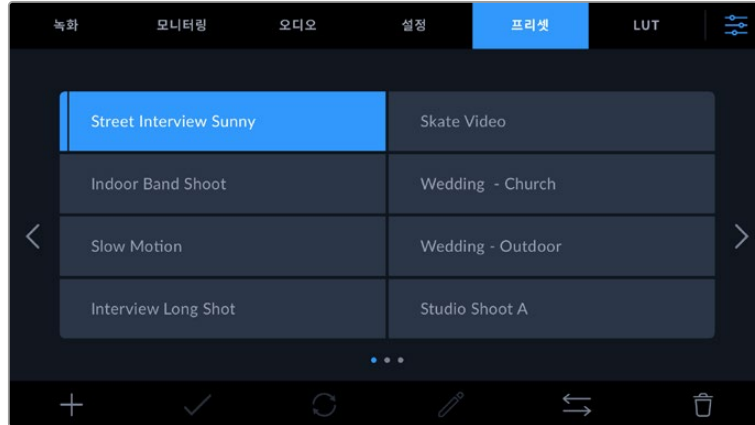 녹화 모니터링 오디오 설정 프리셋 LUT
Street Interview Sunny
Skate Video
Indoor Band Shoot
Wedding - Church
Slow Motion
Wedding - Outdoor
Interview Long Shot
Studio Shoot A